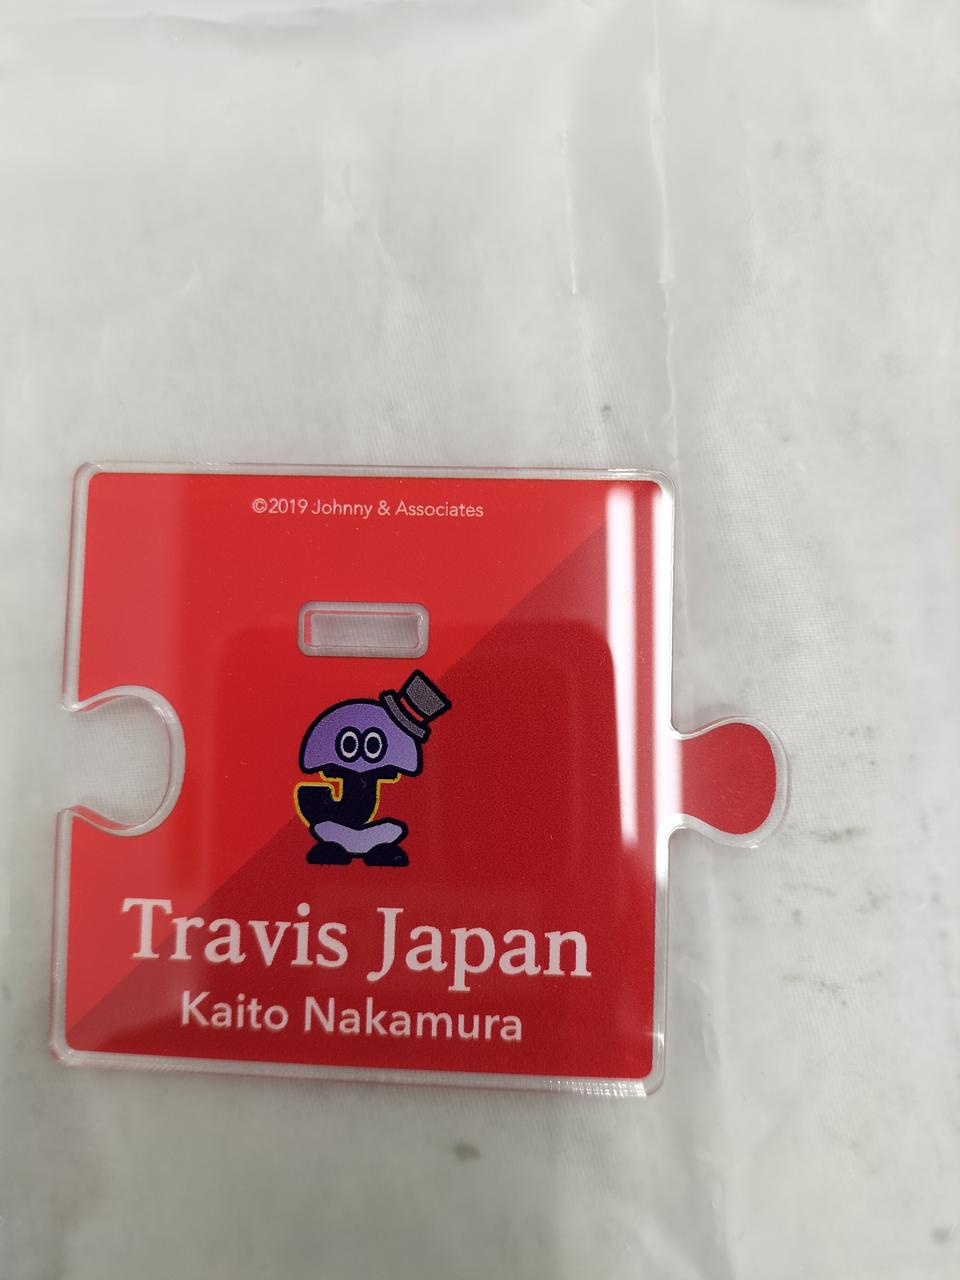 ©2019 Johnny & Associates
Travis Japan
Kaito Nakamura